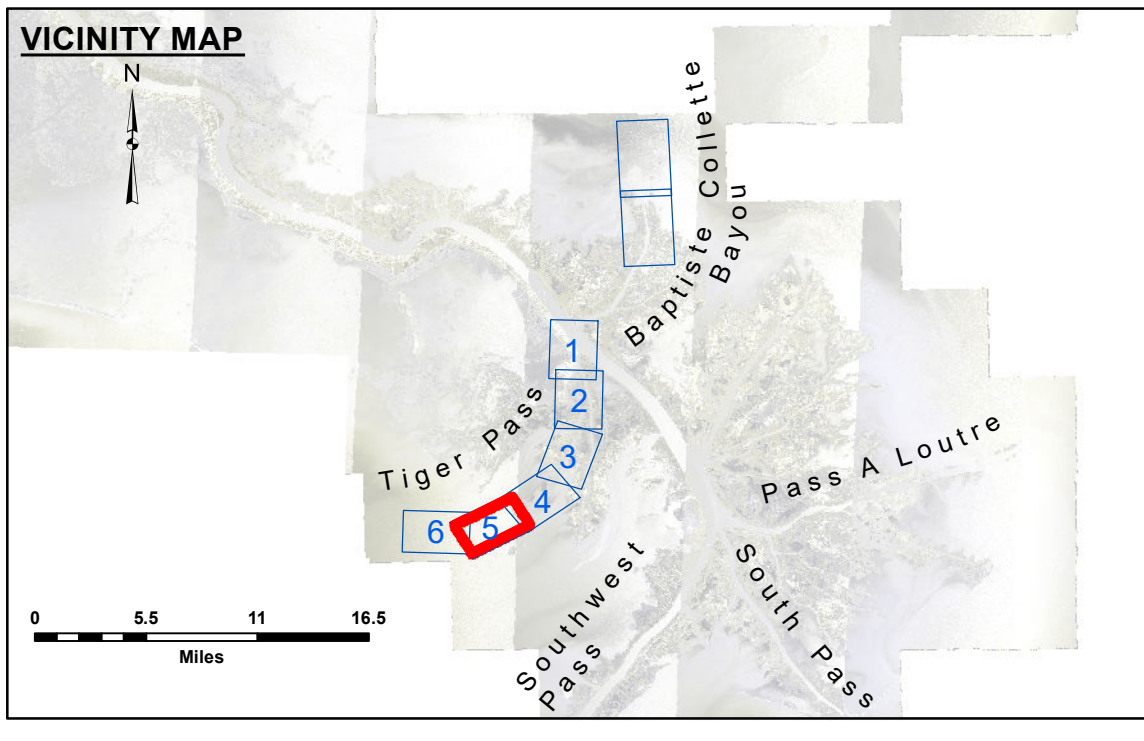 VICINITY MAP
N
Baptiste Collette
Bayou
1
2
Tiger Pass
3
Pass A Loutre
4
5
6
Southwest
Pass
South Pass
0 5.5 11 16.5
Miles